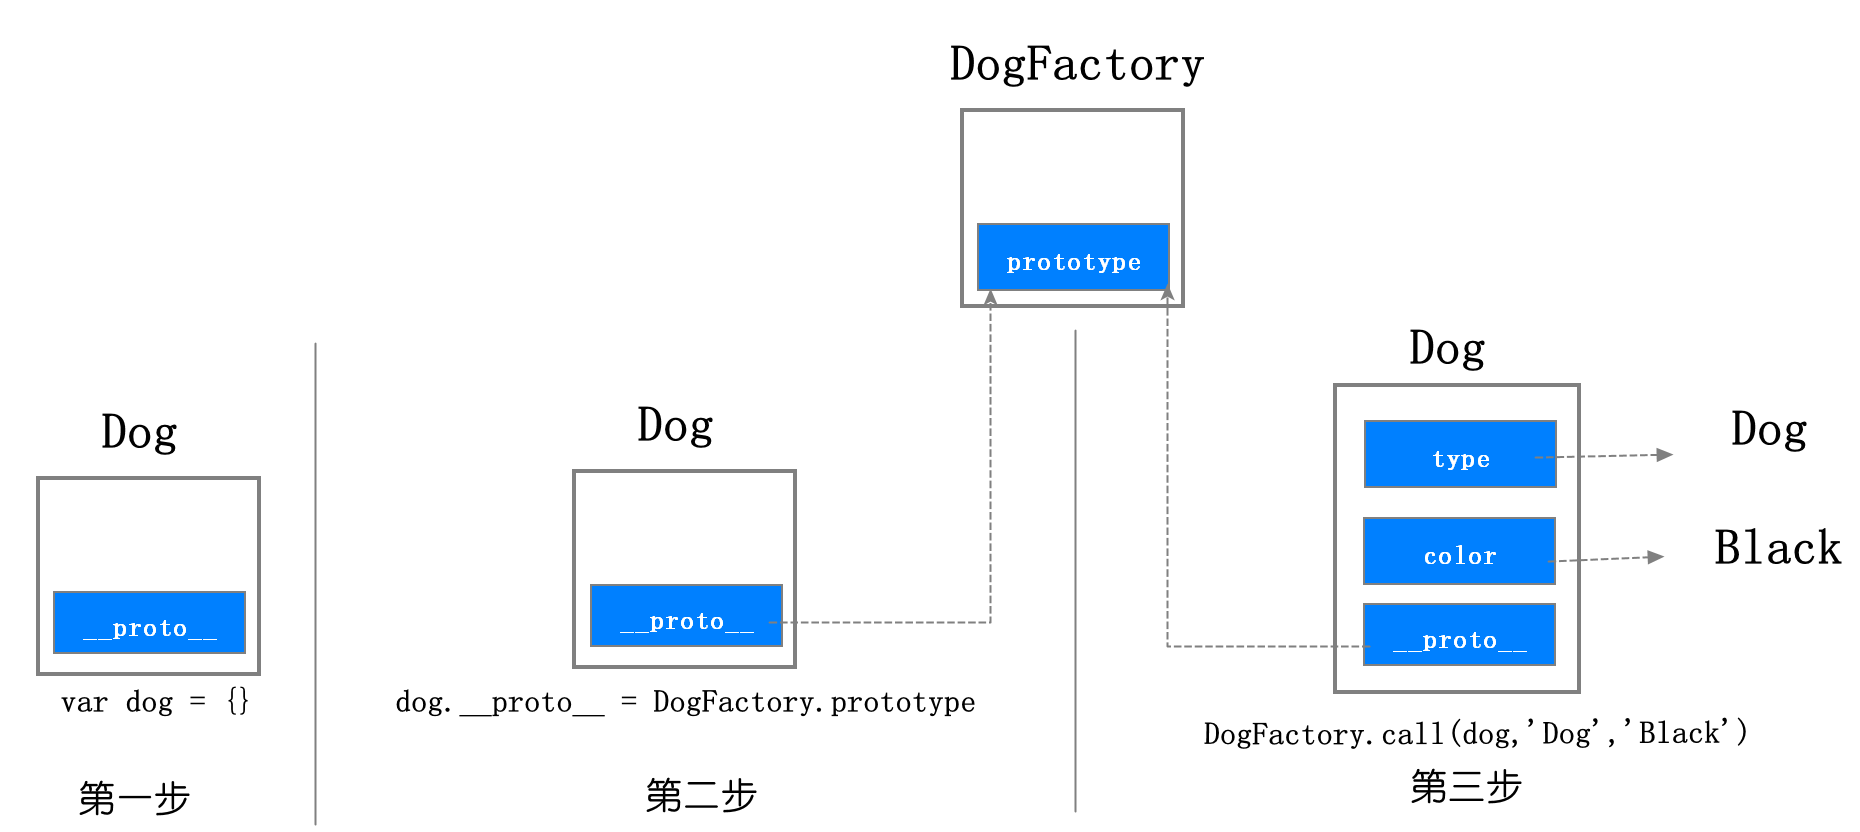 DogFactory
prototype
Dog
__proto__
var dog = {}
第一步
Dog
__proto__
dog.__proto__ = DogFactory.prototype
第二步
Dog
type
Dog
color
Black
__proto__
DogFactory.call(dog,'Dog','Black')
第三步